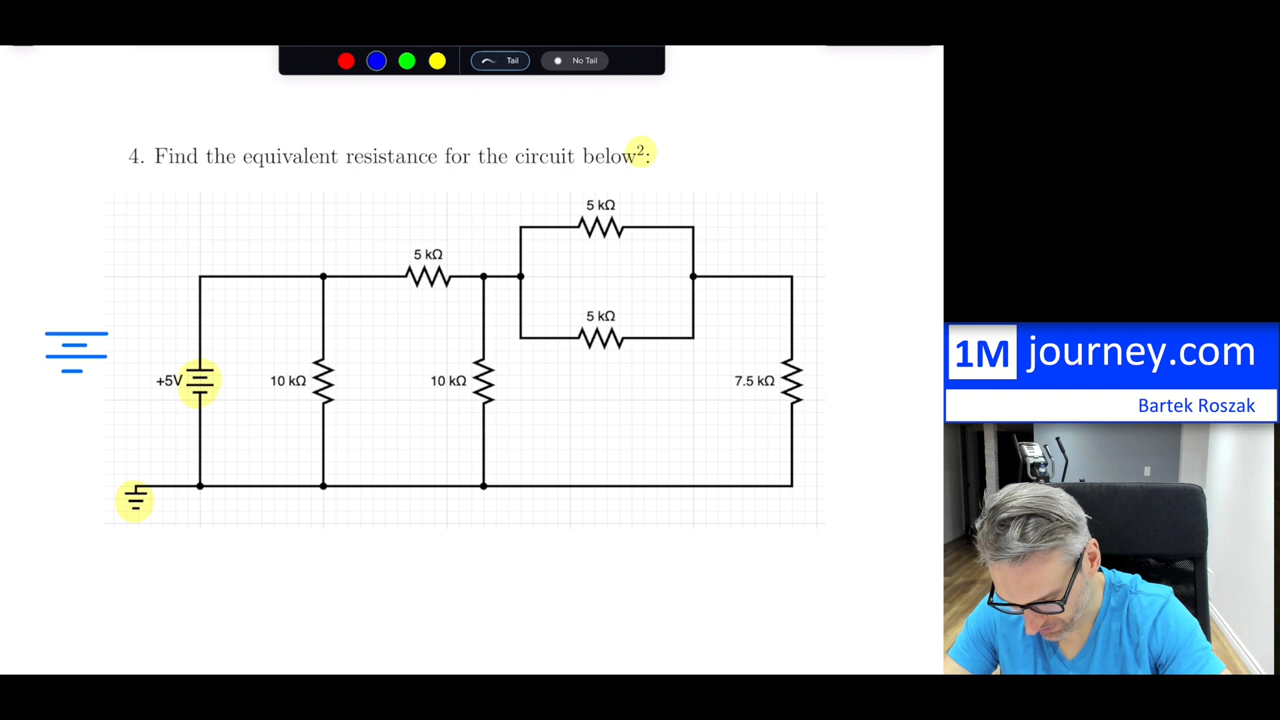 Tail
No Tail
4. Find the equivalent resistance for the circuit below²:
5 kΩ
5 kΩ
5 kΩ
+5V
10 kΩ
10 kΩ
7.5 kΩ
1M journey.com
Bartek Roszak